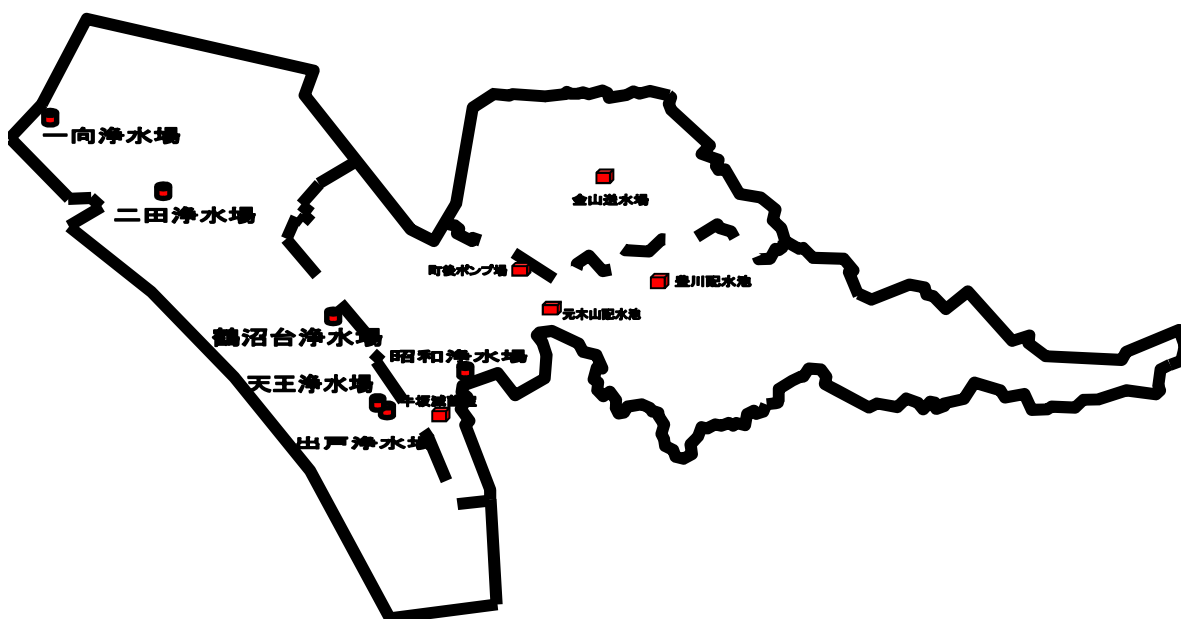 一向浄水場
二田浄水場
金山送水場
町後ポンプ場
豊川配水池
元木山配水池
鶴沼台浄水場
昭和浄水場
天王浄水場
出戸浄水場